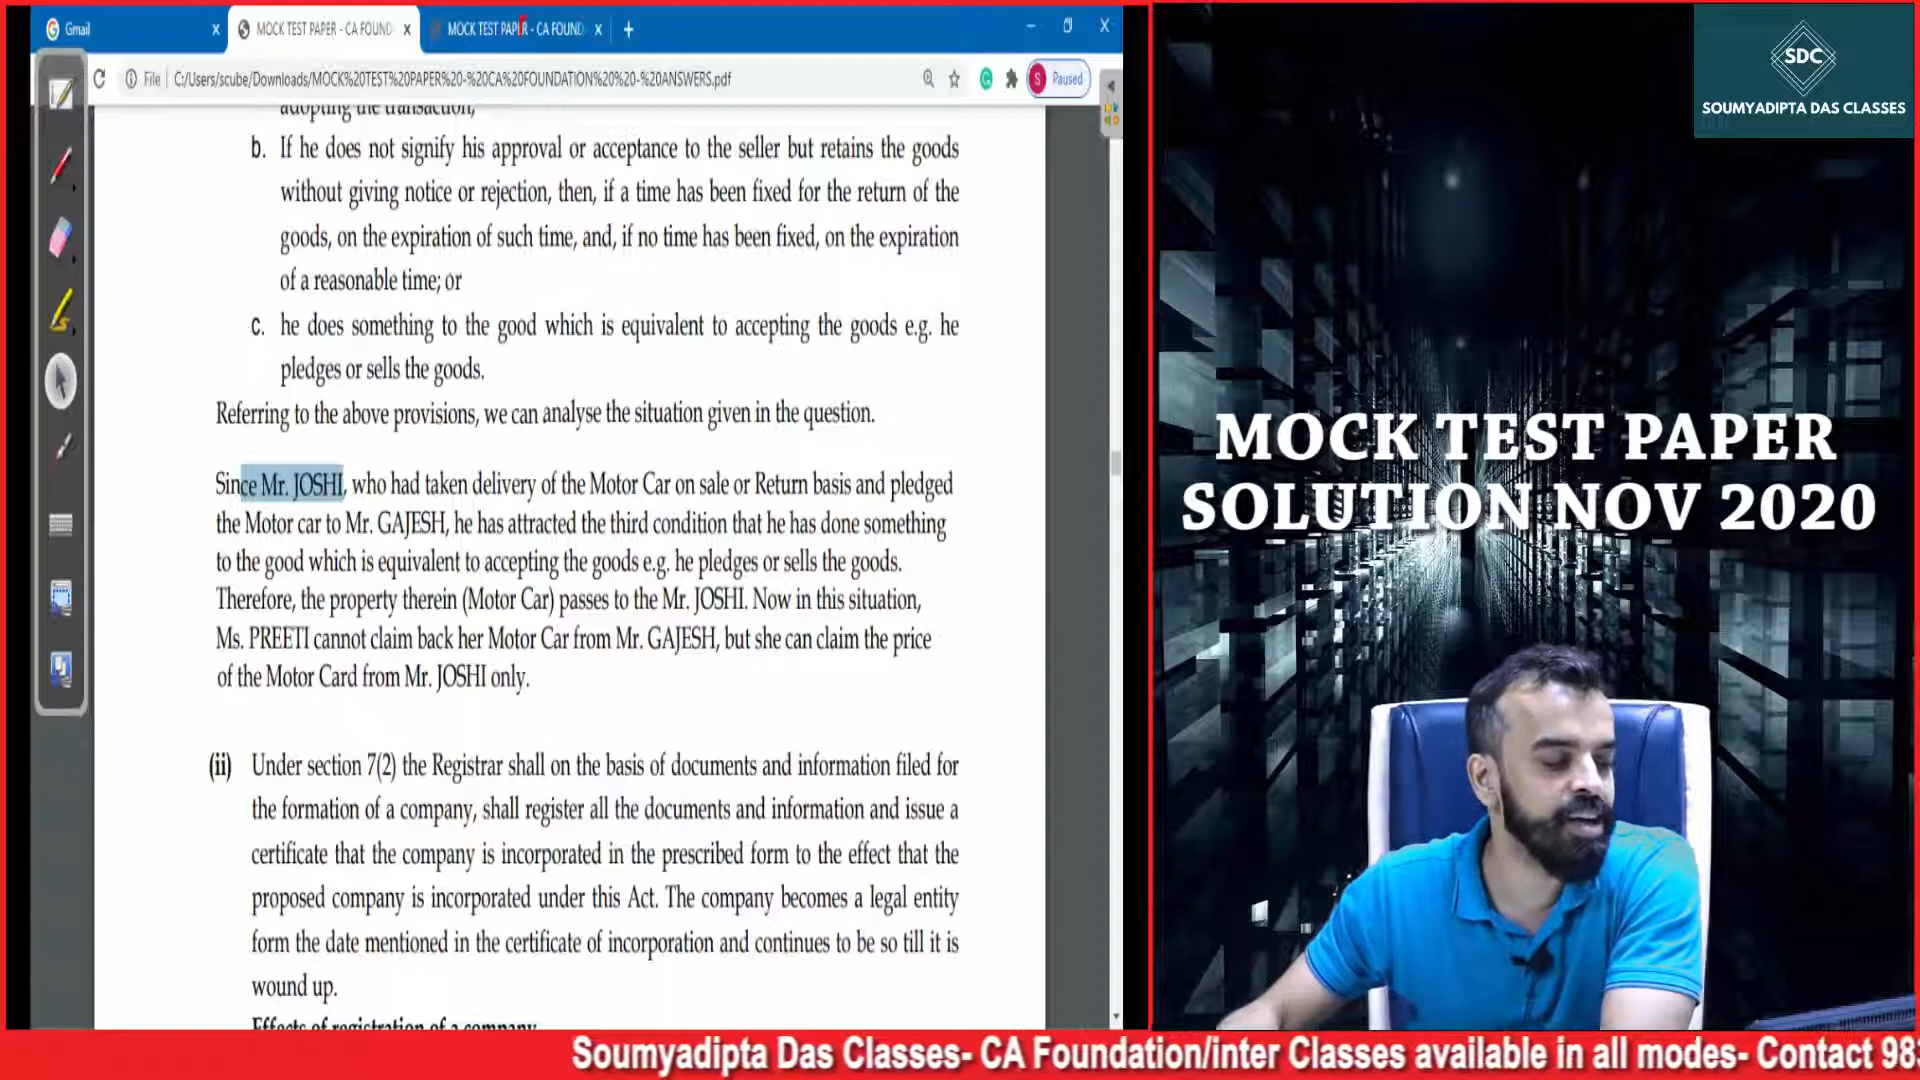 Gmail
MOCK TEST PAPER - CA FOUND
MOCK TEST PAPER - CA FOUND
File
C:/Users/scube/Downloads/MOCK%20TEST%20PAPER%20-%20CA%20FOUNDATION%20%20-%20ANSWERS.pdf
S
Paused
adopting the transaction;
b. If he does not signify his approval or acceptance to the seller but retains the goods
without giving notice or rejection, then, if a time has been fixed for the return of the
goods, on the expiration of such time, and, if no time has been fixed, on the expiration
of a reasonable time; or
c. he does something to the good which is equivalent to accepting the goods e.g. he
pledges or sells the goods.
Referring to the above provisions, we can analyse the situation given in the question.
Since Mr. JOSHI, who had taken delivery of the Motor Car on sale or Return basis and pledged
the Motor car to Mr. GAJESH, he has attracted the third condition that he has done something
to the good which is equivalent to accepting the goods e.g. he pledges or sells the goods.
Therefore, the property therein (Motor Car) passes to the Mr. JOSHI. Now in this situation,
Ms. PREETI cannot claim back her Motor Car from Mr. GAJESH, but she can claim the price
of the Motor Card from Mr. JOSHI only.
(ii) Under section 7(2) the Registrar shall on the basis of documents and information filed for
the formation of a company, shall register all the documents and information and issue a
certificate that the company is incorporated in the prescribed form to the effect that the
proposed company is incorporated under this Act. The company becomes a legal entity
form the date mentioned in the certificate of incorporation and continues to be so till it is
wound up.
Effects of registration of a company
SDC
SOUMYADIPTA DAS CLASSES
MOCK TEST PAPER
SOLUTION NOV 2020
Soumyadipta Das Classes- CA Foundation/inter Classes available in all modes- Contact 98